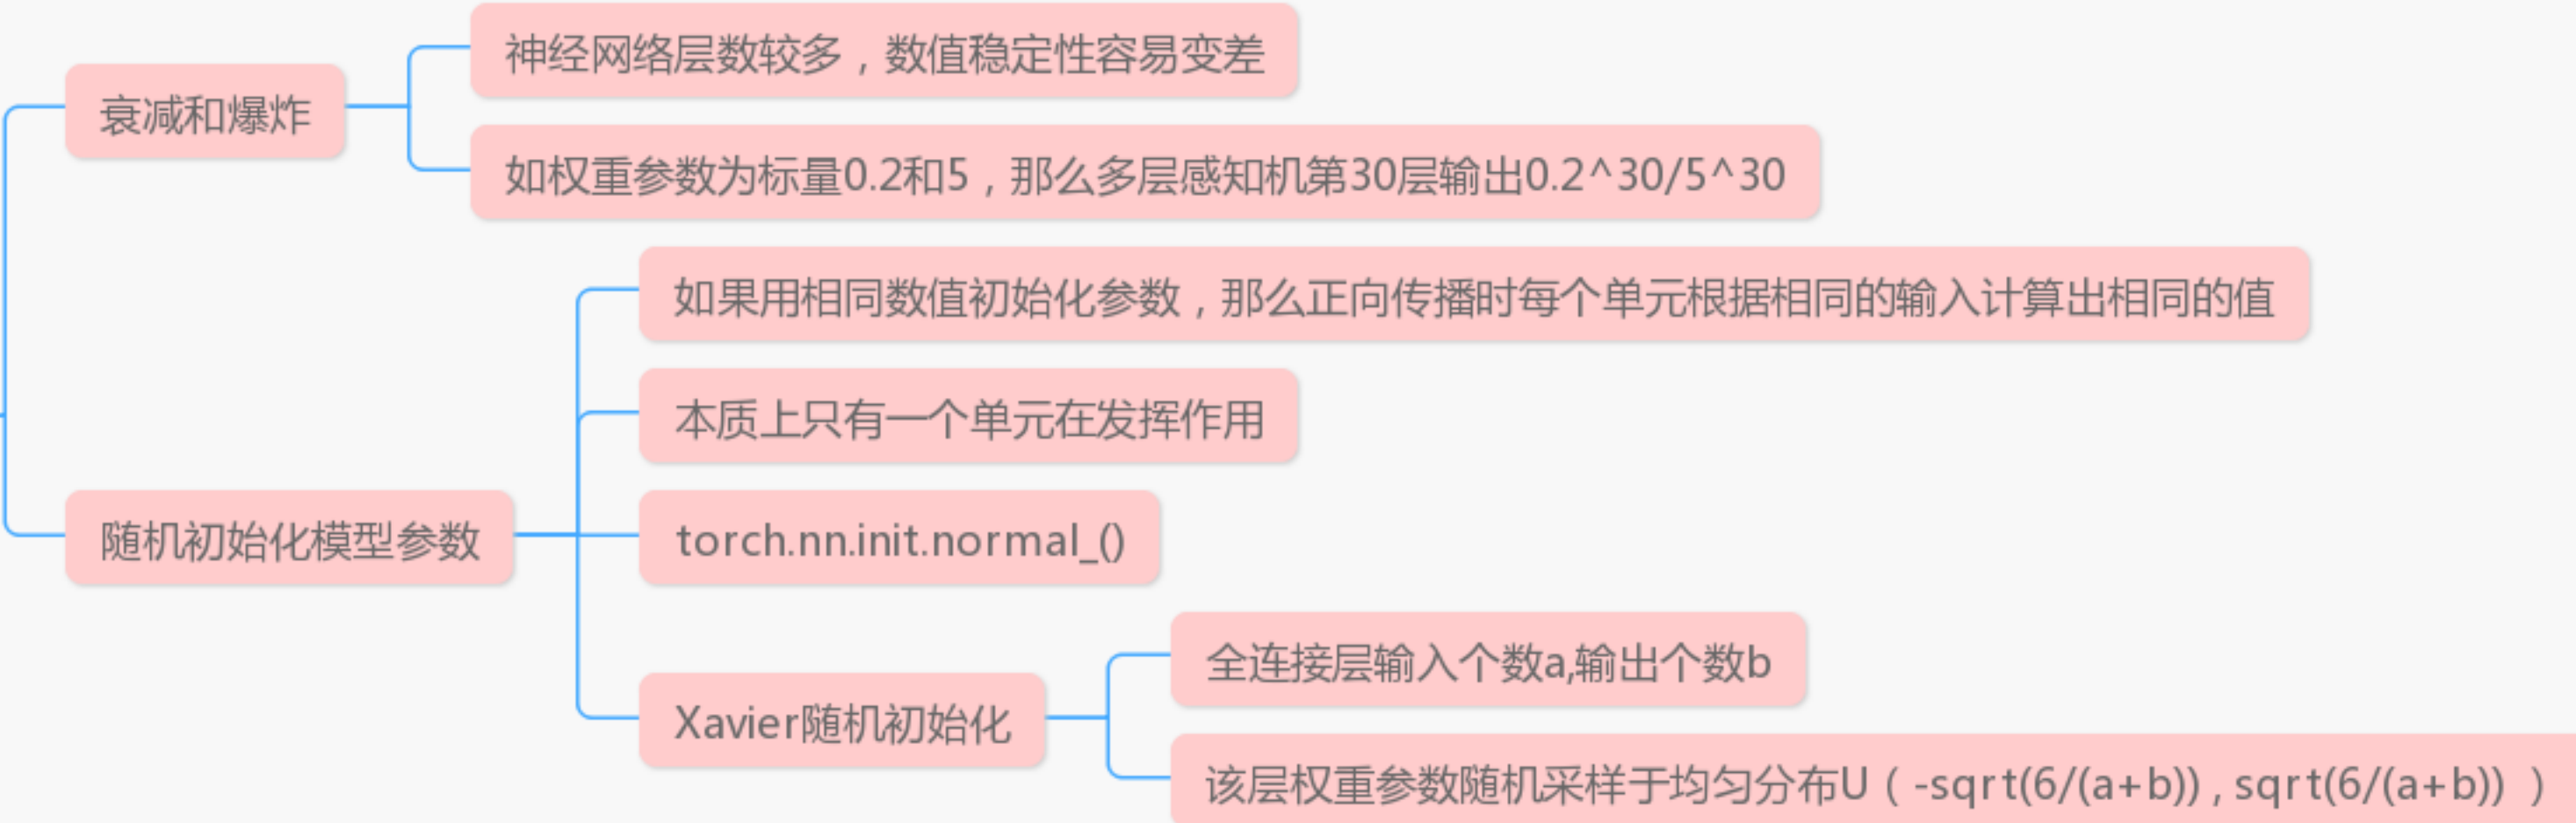 神经网络层数较多，数值稳定性容易变差
衰减和爆炸
如权重参数为标量0.2和5，那么多层感知机第30层输出0.2^30/5^30
如果用相同数值初始化参数，那么正向传播时每个单元根据相同的输入计算出相同的值
本质上只有一个单元在发挥作用
随机初始化模型参数
torch.nn.init.normal_()
全连接层输入个数a,输出个数b
Xavier随机初始化
该层权重参数随机采样于均匀分布U（-sqrt(6/(a+b)) , sqrt(6/(a+b)) ）